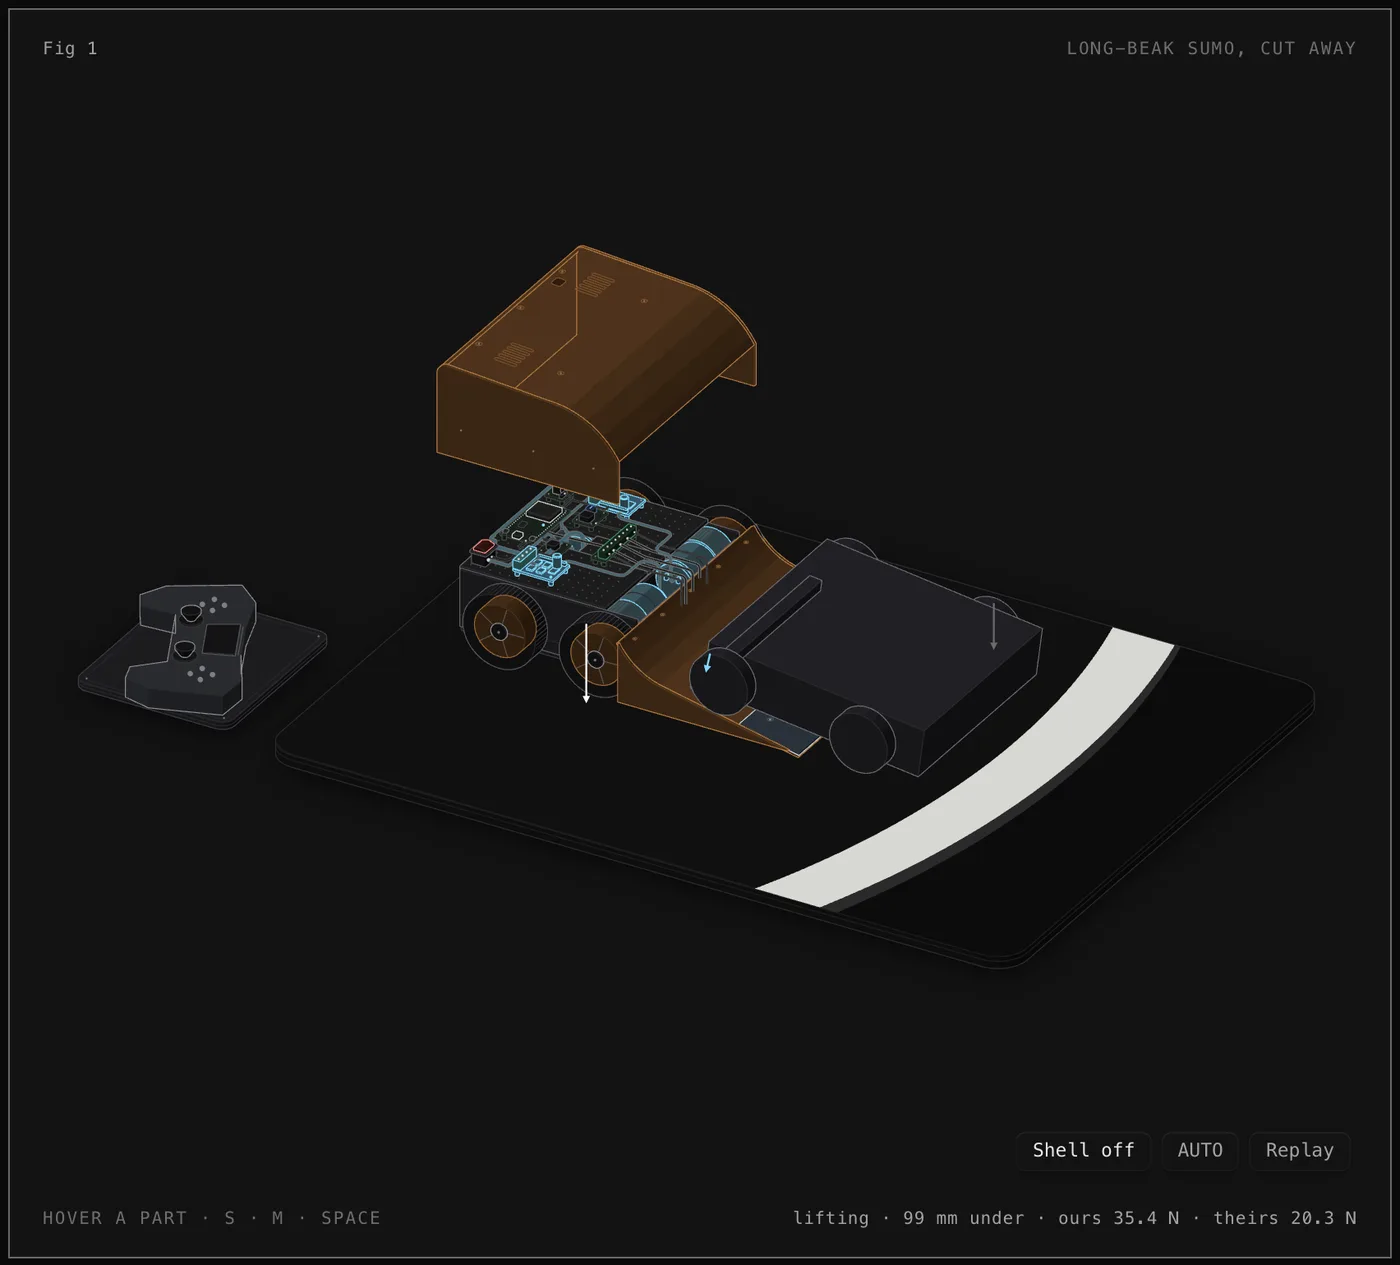 Fig 1
LONG-BEAK SUMO, CUT AWAY
Shell off
AUTO
Replay
HOVER A PART · S · M · SPACE
lifting · 99 mm under · ours 35.4 N · theirs 20.3 N